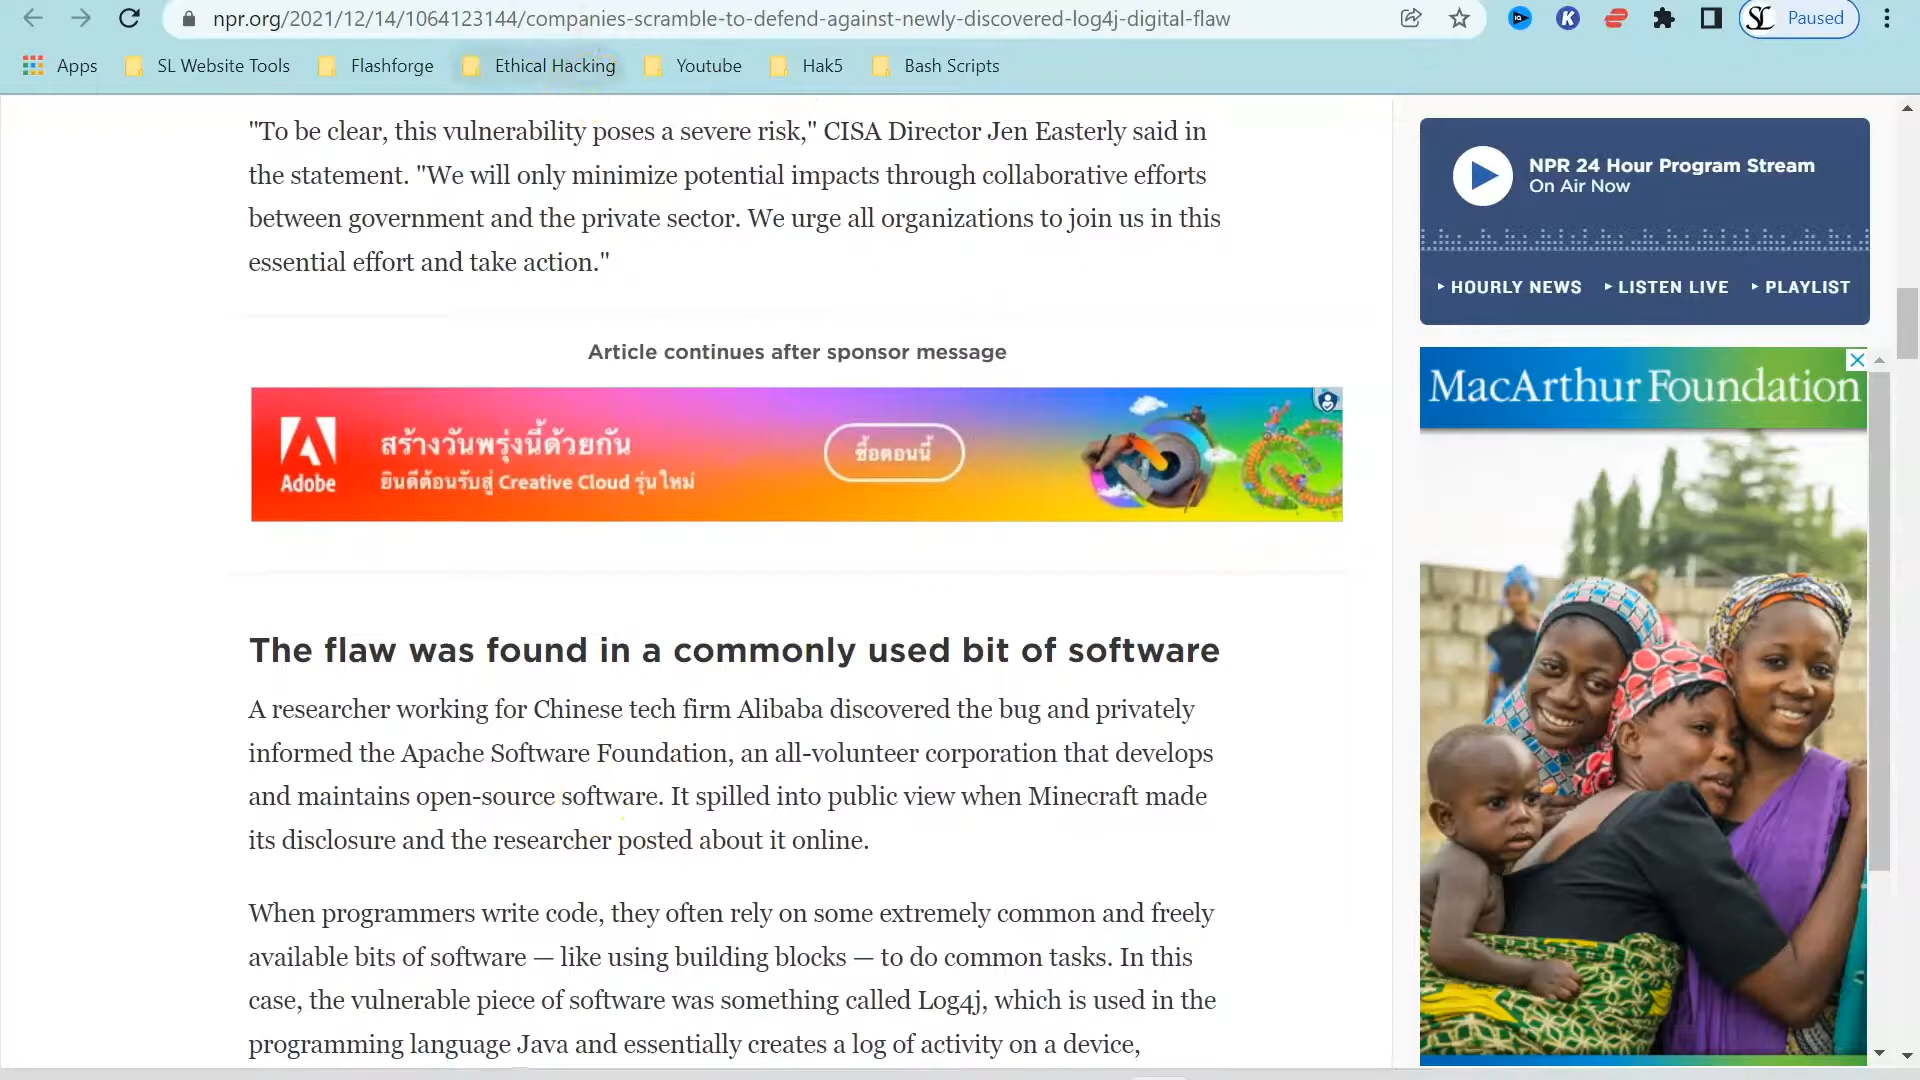 npr.org/2021/12/14/1064123144/companies-scramble-to-defend-against-newly-discovered-log4j-digital-flaw
Paused
Apps
SL Website Tools
Flashforge
Ethical Hacking
Youtube
Hak5
Bash Scripts
"To be clear, this vulnerability poses a severe risk," CISA Director Jen Easterly said in
the statement. "We will only minimize potential impacts through collaborative efforts
between government and the private sector. We urge all organizations to join us in this
essential effort and take action."
Article continues after sponsor message
Adobe
สร้างวันพรุ่งนี้ด้วยกัน
ยินดีต้อนรับสู่ Creative Cloud รุ่นใหม่
ซื้อตอนนี้
The flaw was found in a commonly used bit of software
A researcher working for Chinese tech firm Alibaba discovered the bug and privately
informed the Apache Software Foundation, an all-volunteer corporation that develops
and maintains open-source software. It spilled into public view when Minecraft made
its disclosure and the researcher posted about it online.
When programmers write code, they often rely on some extremely common and freely
available bits of software — like using building blocks — to do common tasks. In this
case, the vulnerable piece of software was something called Log4j, which is used in the
programming language Java and essentially creates a log of activity on a device,
NPR 24 Hour Program Stream
On Air Now
HOURLY NEWS
LISTEN LIVE
PLAYLIST
MacArthur Foundation